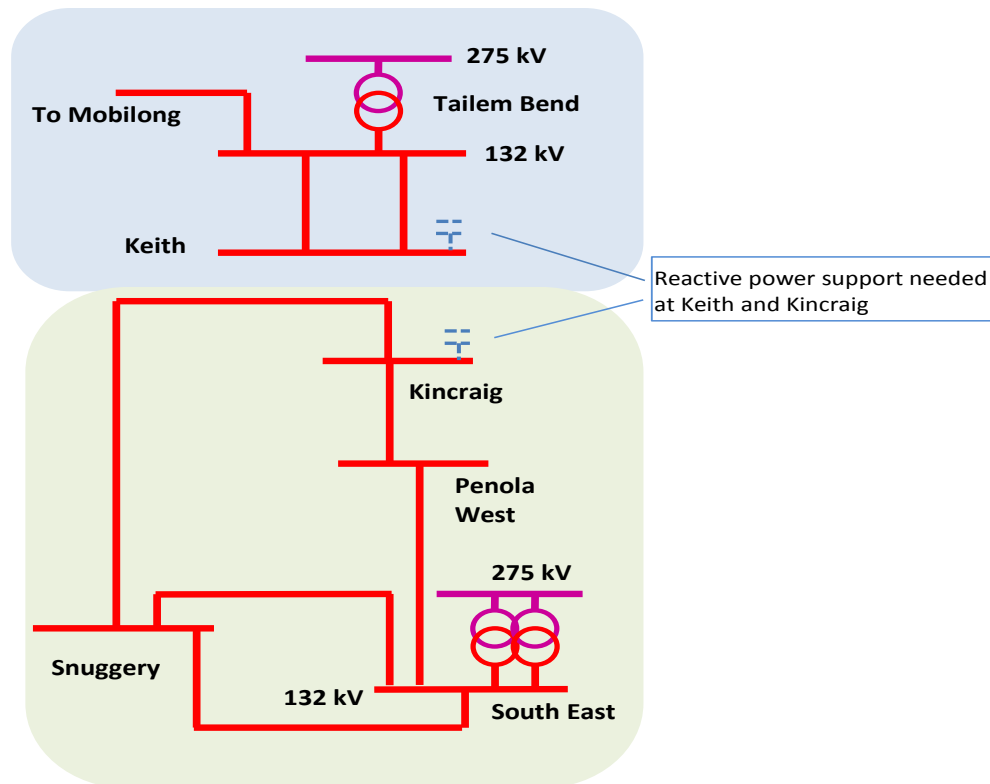 275 kV
Tailem Bend
To Mobilong
132 kV
Keith
Reactive power support needed
at Keith and Kincraig
Kincraig
Penola
West
275 kV
Snuggery
132 kV
South East